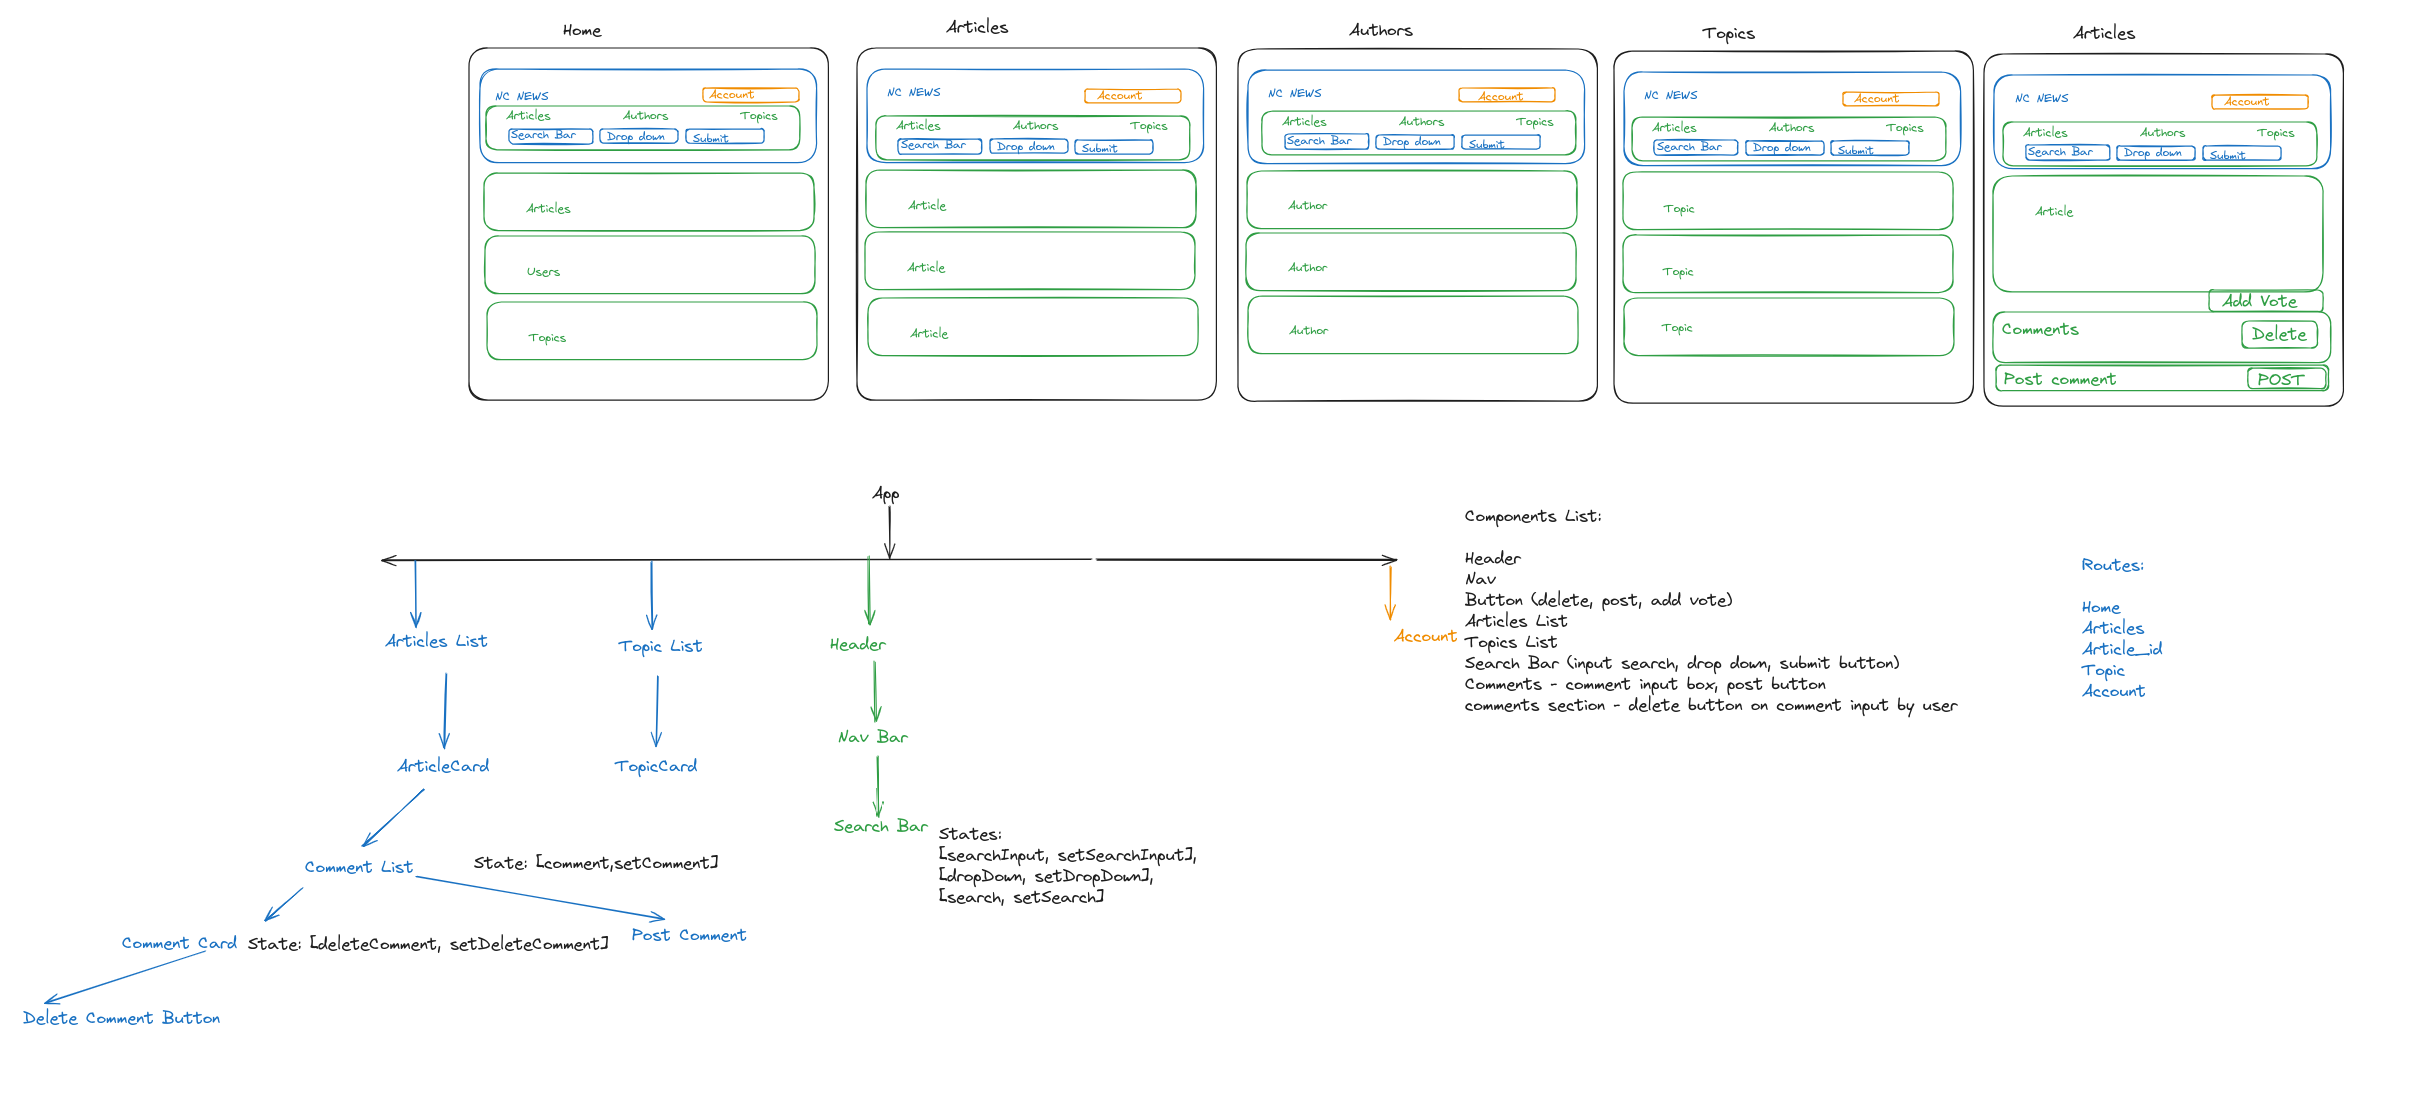 Home
Articles
Authors
Topics
Articles
NC NEWS
Account
Articles Authors Topics
Search Bar Drop down Submit
Articles
Users
Topics
NC NEWS
Account
Articles Authors Topics
Search Bar Drop down Submit
Article
Article
Article
NC NEWS
Account
Articles Authors Topics
Search Bar Drop down Submit
Author
Author
Author
NC NEWS
Account
Articles Authors Topics
Search Bar Drop down Submit
Topic
Topic
Topic
NC NEWS
Account
Articles Authors Topics
Search Bar Drop down Submit
Article
Add Vote
Comments
Delete
Post comment
POST
App
Articles List
Topic List
Header
Account
ArticleCard
TopicCard
Nav Bar
Search Bar
States:
[searchInput, setSearchInput],
[dropDown, setDropDown],
[search, setSearch]
Comment List
State: [comment,setComment]
Comment Card
State: [deleteComment, setDeleteComment]
Post Comment
Delete Comment Button
Components List:
Header
Nav
Button (delete, post, add vote)
Articles List
Topics List
Search Bar (input search, drop down, submit button)
Comments - comment input box, post button
comments section - delete button on comment input by user
Routes:
Home
Articles
Article_id
Topic
Account